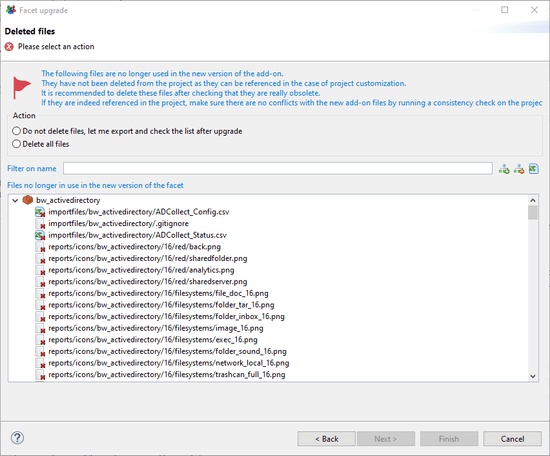 Facet upgrade
Deleted files
Please select an action
The following files are no longer used in the new version of the add-on.
They have not been deleted from the project as they can be referenced in the case of project customization.
It is recommended to delete these files after checking that they are really obsolete.
If they are indeed referenced in the project, make sure there are no conflicts with the new add-on files by running a consistency check on the projec
Action
Do not delete files, let me export and check the list after upgrade
Delete all files
Filter on name
Files no longer in use in the new version of the facet
bw_activedirectory
importfiles/bw_activedirectory/ADCollect_Config.csv
importfiles/bw_activedirectory/.gitignore
importfiles/bw_activedirectory/ADCollect_Status.csv
reports/icons/bw_activedirectory/16/red/back.png
reports/icons/bw_activedirectory/16/red/sharedfolder.png
reports/icons/bw_activedirectory/16/red/analytics.png
reports/icons/bw_activedirectory/16/red/sharedserver.png
reports/icons/bw_activedirectory/16/filesystems/file_doc_16.png
reports/icons/bw_activedirectory/16/filesystems/folder_tar_16.png
reports/icons/bw_activedirectory/16/filesystems/folder_inbox_16.png
reports/icons/bw_activedirectory/16/filesystems/image_16.png
reports/icons/bw_activedirectory/16/filesystems/exec_16.png
reports/icons/bw_activedirectory/16/filesystems/folder_sound_16.png
reports/icons/bw_activedirectory/16/filesystems/network_local_16.png
reports/icons/bw_activedirectory/16/filesystems/trashcan_full_16.png
< Back
Next >
Finish
Cancel